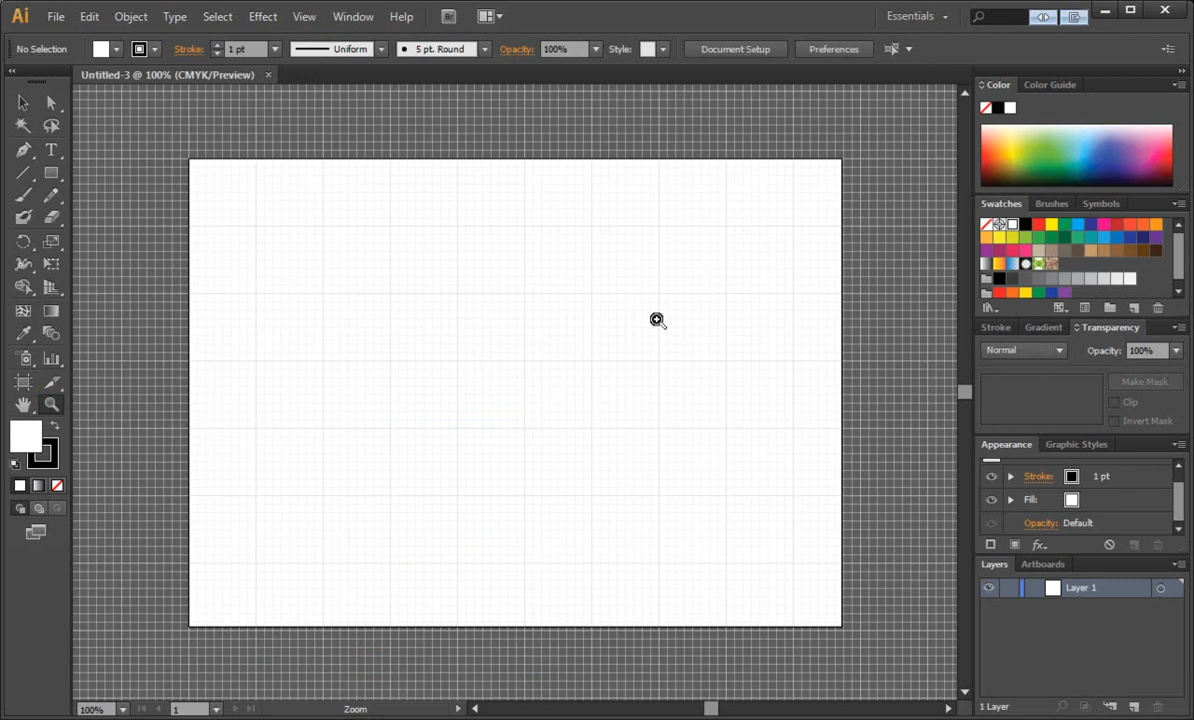 Ai File Edit Object Type Select Effect View Window Help Br Essentials
No Selection Stroke: 1 pt Uniform 5 pt. Round Opacity: 100% Style: Document Setup Preferences
Untitled-3 @ 100% (CMYK/Preview)
Color Color Guide
Swatches Brushes Symbols
Stroke Gradient Transparency
Normal Opacity: 100%
Make Mask
Clip
Invert Mask
Appearance Graphic Styles
Stroke: 1 pt
Fill:
Opacity: Default
fx
Layers Artboards
Layer 1
1 Layer
100% 1 Zoom